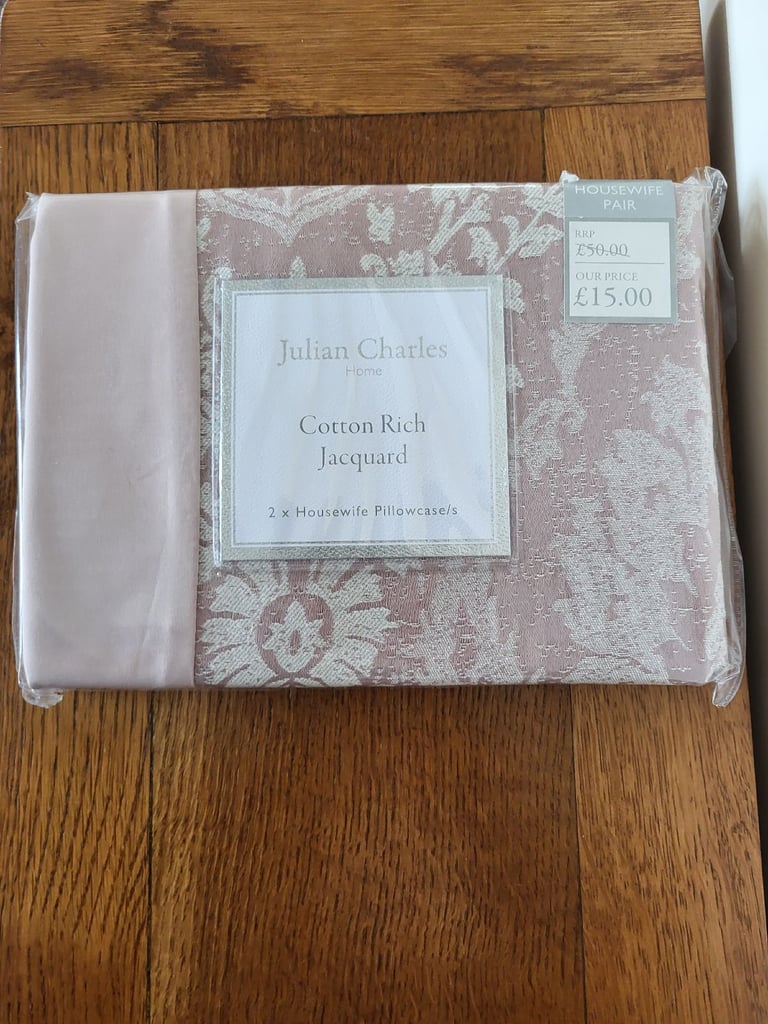 HOUSEWIFE
PAIR
RRP
£50.00
OUR PRICE
£15.00
Julian Charles
Home
Cotton Rich
Jacquard
2 x Housewife Pillowcase/s